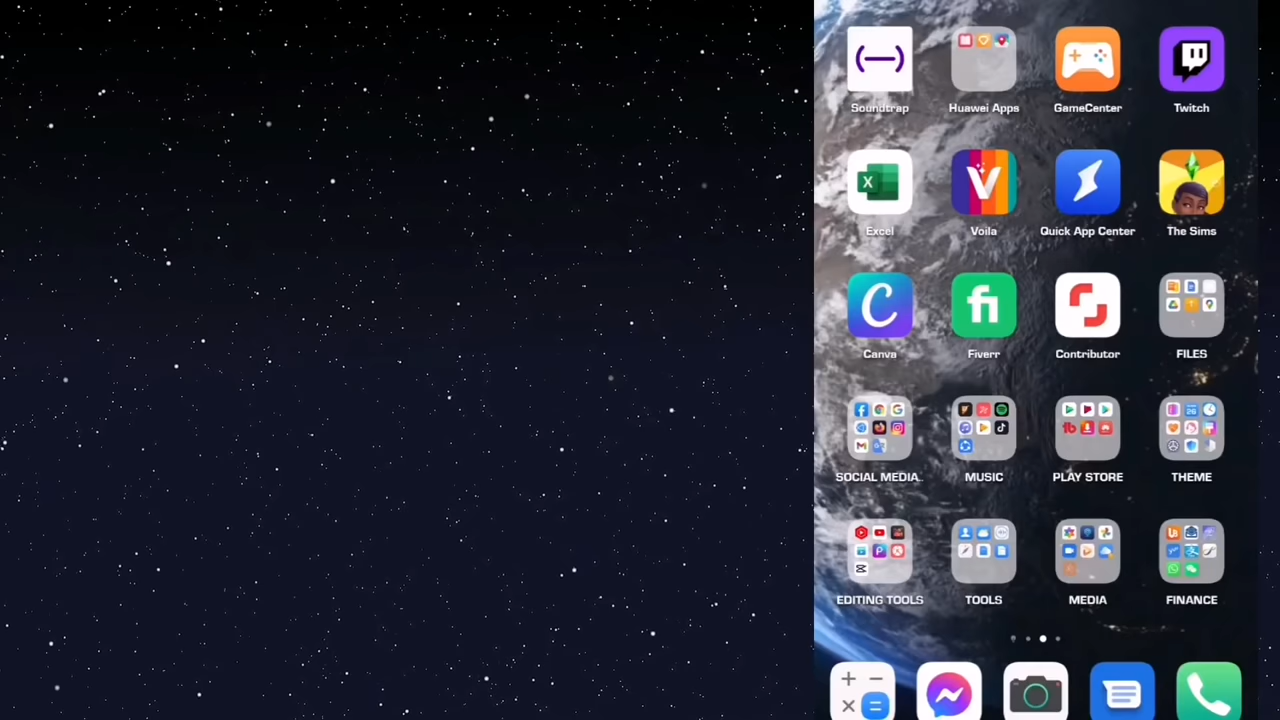 Soundtrap
Huawei Apps
GameCenter
Twitch
Excel
Voila
Quick App Center
The Sims
Canva
Fiverr
Contributor
FILES
SOCIAL MEDIA..
MUSIC
PLAY STORE
THEME
EDITING TOOLS
TOOLS
MEDIA
FINANCE